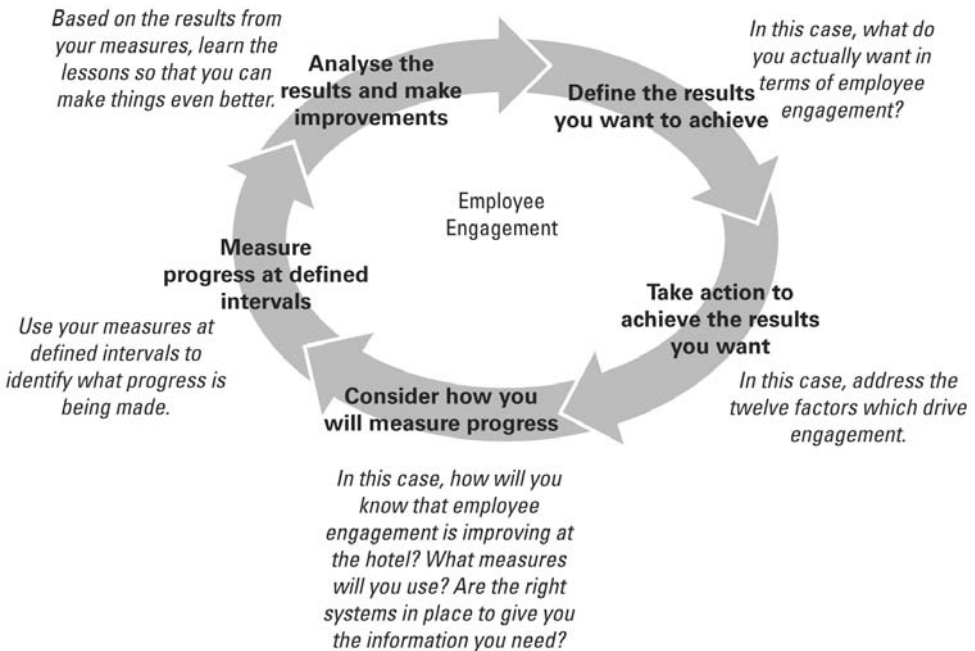 Based on the results from
your measures, learn the
lessons so that you can
make things even better.
Analyse the
results and make
improvements
In this case, what do
you actually want in
terms of employee
engagement?
Define the results
you want to achieve
Employee
Engagement
Measure
progress at defined
intervals
Use your measures at
defined intervals to
identify what progress is
being made.
Take action to
achieve the results
you want
In this case, address the
twelve factors which drive
engagement.
Consider how you
will measure progress
In this case, how will you
know that employee
engagement is improving at
the hotel? What measures
will you use? Are the right
systems in place to give you
the information you need?